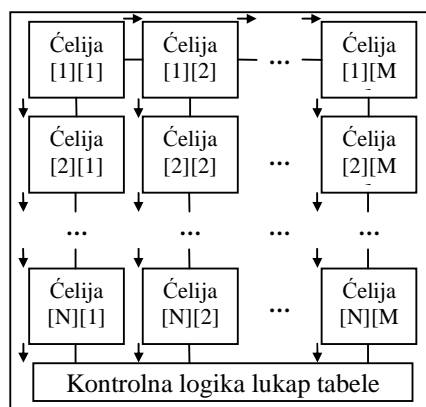 Ćelija Ćelija Ćelija
[1][1] [1][2] ... [1][M
Ćelija Ćelija Ćelija
[2][1] [2][2] ... [2][M
... ... ... ...
Ćelija Ćelija Ćelija
[N][1] [N][2] ... [N][M
Kontrolna logika lukap tabele